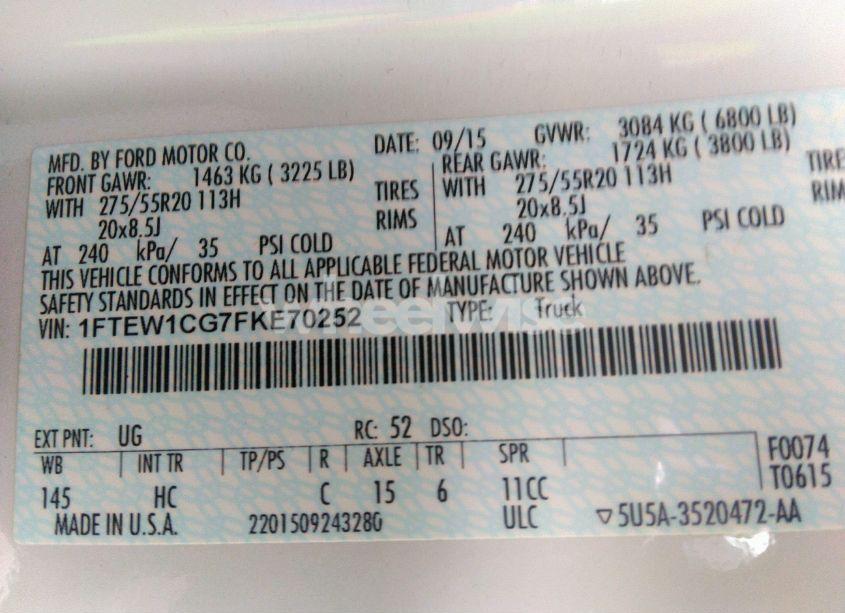 MFD. BY FORD MOTOR CO. DATE: 09/15 GVWR: 3084 KG ( 6800 LB)
FRONT GAWR: 1463 KG ( 3225 LB) REAR GAWR: 1724 KG ( 3800 LB)
WITH 275/55R20 113H TIRES WITH 275/55R20 113H TIRE
20x8.5J RIMS 20x8.5J RIM
AT 240 kPa/ 35 PSI COLD AT 240 kPa/ 35 PSI COLD
THIS VEHICLE CONFORMS TO ALL APPLICABLE FEDERAL MOTOR VEHICLE
SAFETY STANDARDS IN EFFECT ON THE DATE OF MANUFACTURE SHOWN ABOVE.
VIN: 1FTEW1CG7FKE70252 TYPE: Truck
EXT PNT: UG RC: 52 DSO:
WB INT TR TP/PS R AXLE TR SPR F0074
145 HC C 15 6 11CC T0615
MADE IN U.S.A. 220150924328G ULC ▽5U5A-3520472-AA